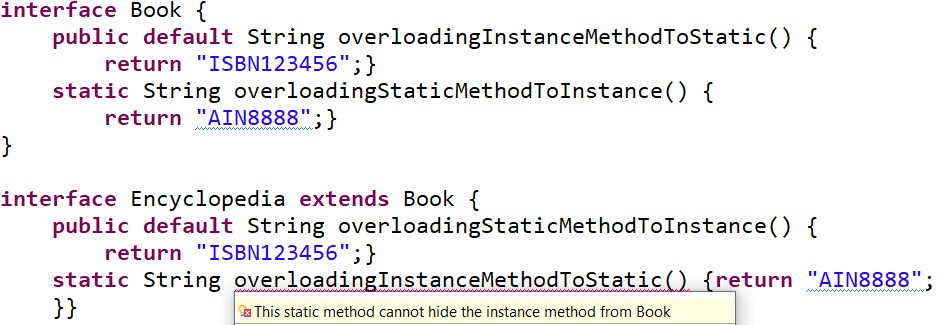 interface Book {
    public default String overloadingInstanceMethodToStatic() {
        return "ISBN123456";}
    static String overloadingStaticMethodToInstance() {
        return "AIN8888";}
}
interface Encyclopedia extends Book {
    public default String overloadingStaticMethodToInstance() {
        return "ISBN123456";}
    static String overloadingInstanceMethodToStatic() {return "AIN8888";
    }}
This static method cannot hide the instance method from Book